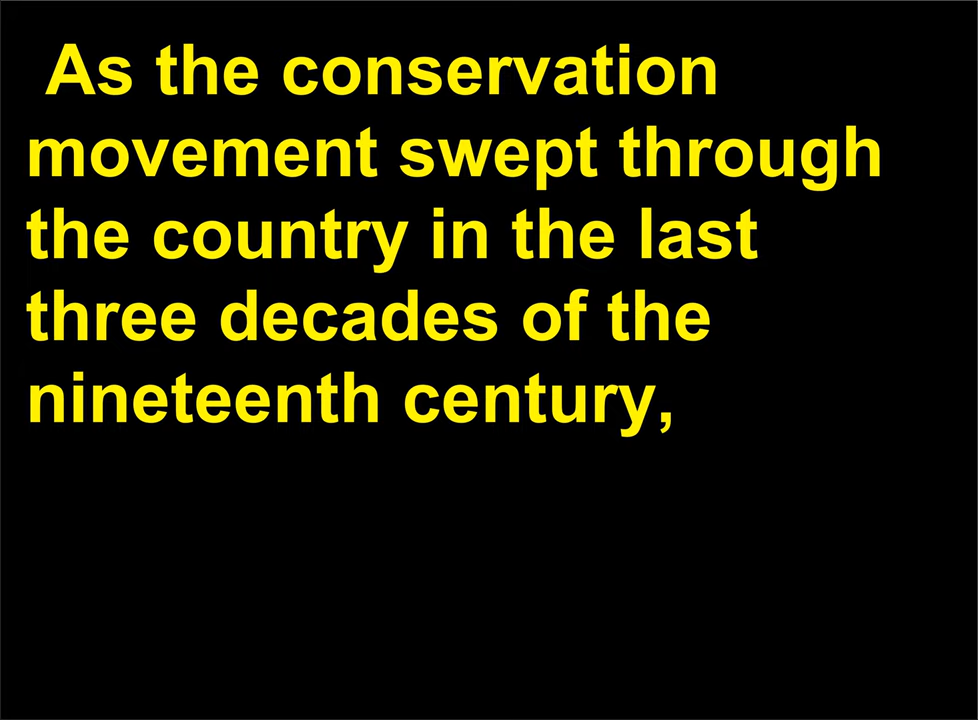 As the conservation
movement swept through
the country in the last
three decades of the
nineteenth century,